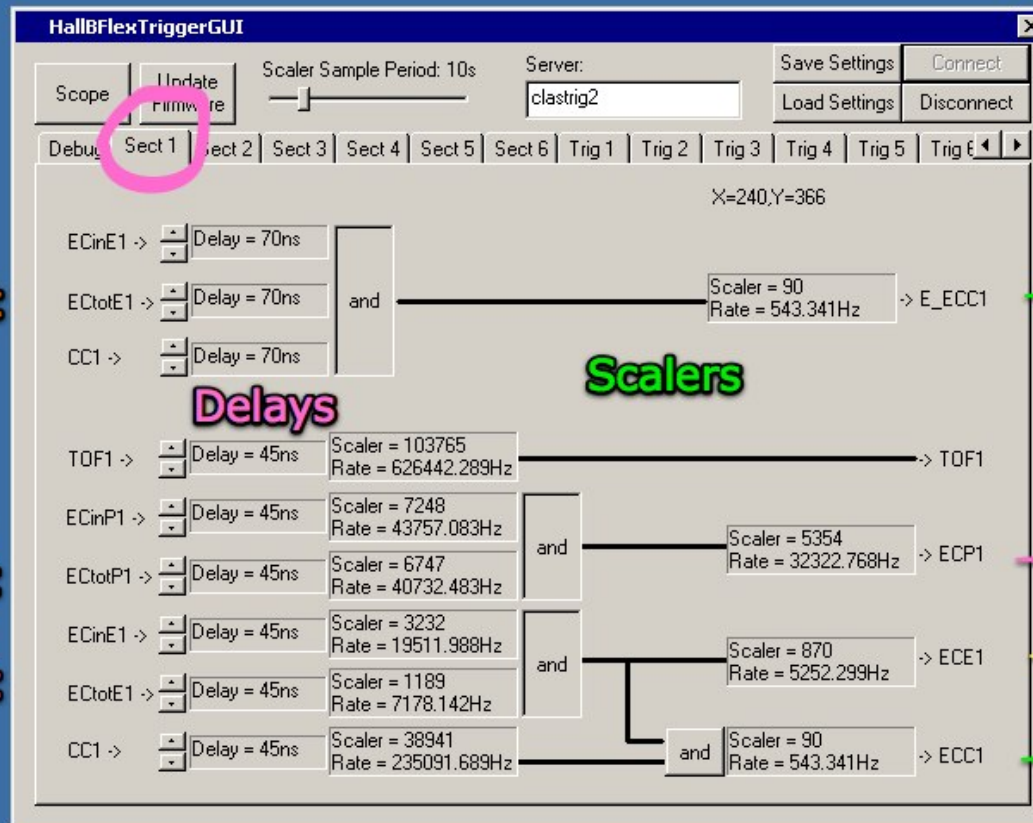 HallBFlexTriggerGUI
Scope
Update Firmware
Scaler Sample Period: 10s
Server:
clastrig2
Save Settings
Connect
Load Settings
Disconnect
Debug Sect 1 Sect 2 Sect 3 Sect 4 Sect 5 Sect 6 Trig 1 Trig 2 Trig 3 Trig 4 Trig 5 Trig 6
X=240,Y=366
ECinE1 -> Delay = 70ns
ECtotE1 -> Delay = 70ns and Scaler = 90
Rate = 543.341Hz -> E_ECC1
CC1 -> Delay = 70ns
Scalers
Delays
TOF1 -> Delay = 45ns Scaler = 103765
Rate = 626442.289Hz -> TOF1
ECinP1 -> Delay = 45ns Scaler = 7248
Rate = 43757.083Hz
and Scaler = 5354
Rate = 32322.768Hz -> ECP1
ECtotP1 -> Delay = 45ns Scaler = 6747
Rate = 40732.483Hz
ECinE1 -> Delay = 45ns Scaler = 3232
Rate = 19511.988Hz
and Scaler = 870
Rate = 5252.299Hz -> ECE1
ECtotE1 -> Delay = 45ns Scaler = 1189
Rate = 7178.142Hz
CC1 -> Delay = 45ns Scaler = 38941
Rate = 235091.689Hz
and Scaler = 90
Rate = 543.341Hz -> ECC1